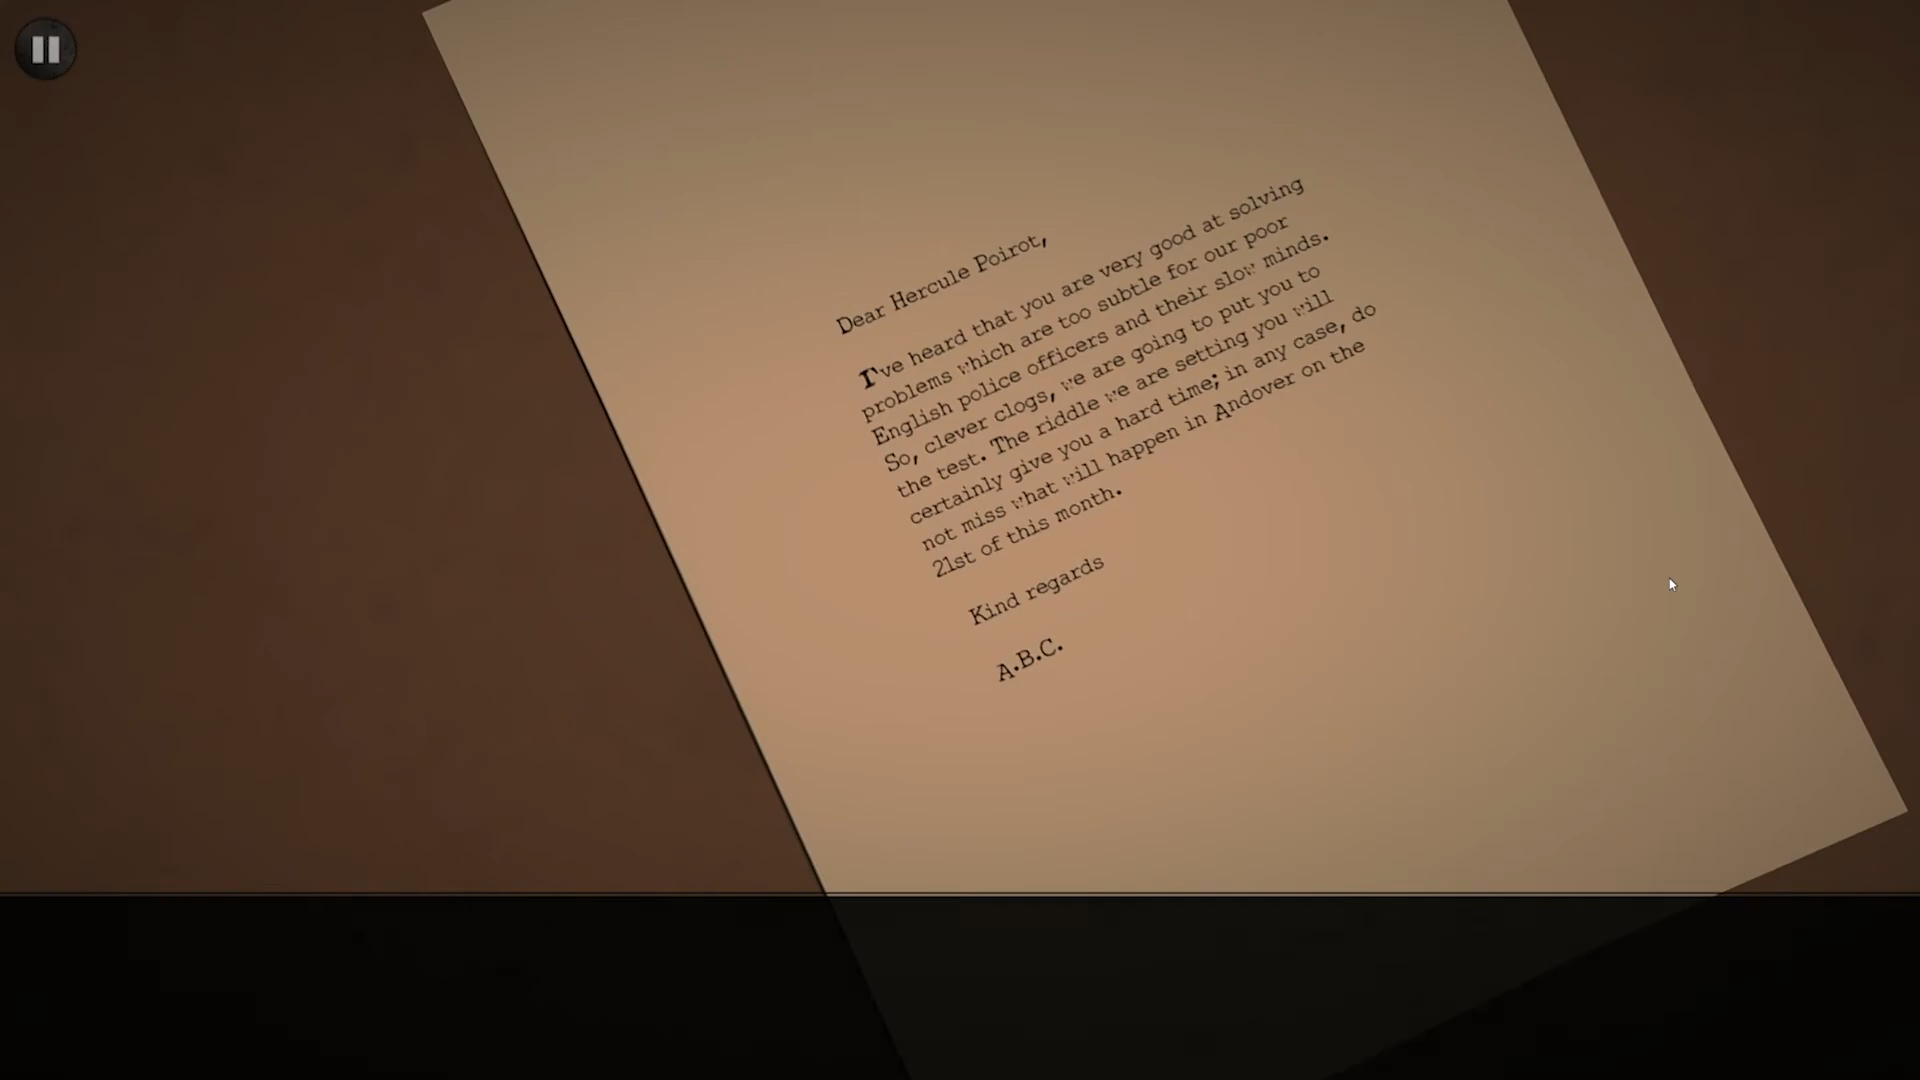 Dear Hercule Poirot,
I've heard that you are very good at solving
problems which are too subtle for our poor
English police officers and their slow minds.
So, clever clogs, we are going to put you to
the test. The riddle we are setting you will
certainly give you a hard time; in any case, do
not miss what will happen in Andover on the
21st of this month.
Kind regards
A.B.C.